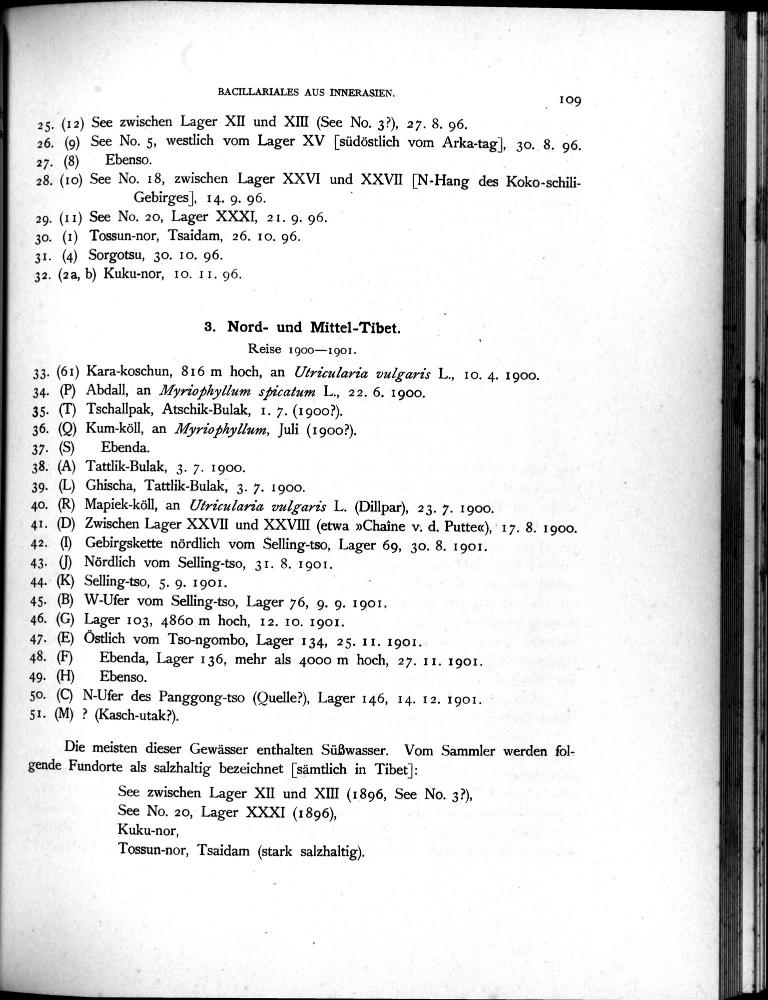 BACILLARIALES AUS INNERASIEN.
109
25. (12) See zwischen Lager XII und XIII (See No. 3?), 27. 8. 96.
26. (9) See No. 5, westlich vom Lager XV [südöstlich vom Arka-tag], 30. 8. 96.
27. (8) Ebenso.
28. (10) See No. 18, zwischen Lager XXVI und XXVII [N-Hang des Koko-schili-
Gebirges], 14. 9. 96.
29. (11) See No. 20, Lager XXXI, 21. 9. 96.
30. (1) Tossun-nor, Tsaidam, 26. 10. 96.
31. (4) Sorgotsu, 30. 10. 96.
32. (2a, b) Kuku-nor, 10. 11. 96.
3. Nord- und Mittel-Tibet.
Reise 1900—1901.
33. (61) Kara-koschun, 816 m hoch, an Utricularia vulgaris L., 10. 4. 1900.
34. (P) Abdall, an Myriophyllum spicatum L., 22. 6. 1900.
35. (T) Tschallpak, Atschik-Bulak, 1. 7. (1900?).
36. (Q) Kum-köll, an Myriophyllum, Juli (1900?).
37. (S) Ebenda.
38. (A) Tattlik-Bulak, 3. 7. 1900.
39. (L) Ghischa, Tattlik-Bulak, 3. 7. 1900.
40. (R) Mapiek-köll, an Utricularia vulgaris L. (Dillpar), 23. 7. 1900.
41. (D) Zwischen Lager XXVII und XXVIII (etwa »Chaîne v. d. Putte«), 17. 8. 1900.
42. (I) Gebirgskette nördlich vom Selling-tso, Lager 69, 30. 8. 1901.
43. (J) Nördlich vom Selling-tso, 31. 8. 1901.
44. (K) Selling-tso, 5. 9. 1901.
45. (B) W-Ufer vom Selling-tso, Lager 76, 9. 9. 1901.
46. (G) Lager 103, 4860 m hoch, 12. 10. 1901.
47. (E) Östlich vom Tso-ngombo, Lager 134, 25. 11. 1901.
48. (F) Ebenda, Lager 136, mehr als 4000 m hoch, 27. 11. 1901.
49. (H) Ebenso.
50. (C) N-Ufer des Panggong-tso (Quelle?), Lager 146, 14. 12. 1901.
51. (M) ? (Kasch-utak?).
Die meisten dieser Gewässer enthalten Süßwasser. Vom Sammler werden fol-
gende Fundorte als salzhaltig bezeichnet [sämtlich in Tibet]:
See zwischen Lager XII und XIII (1896, See No. 3?),
See No. 20, Lager XXXI (1896),
Kuku-nor,
Tossun-nor, Tsaidam (stark salzhaltig).